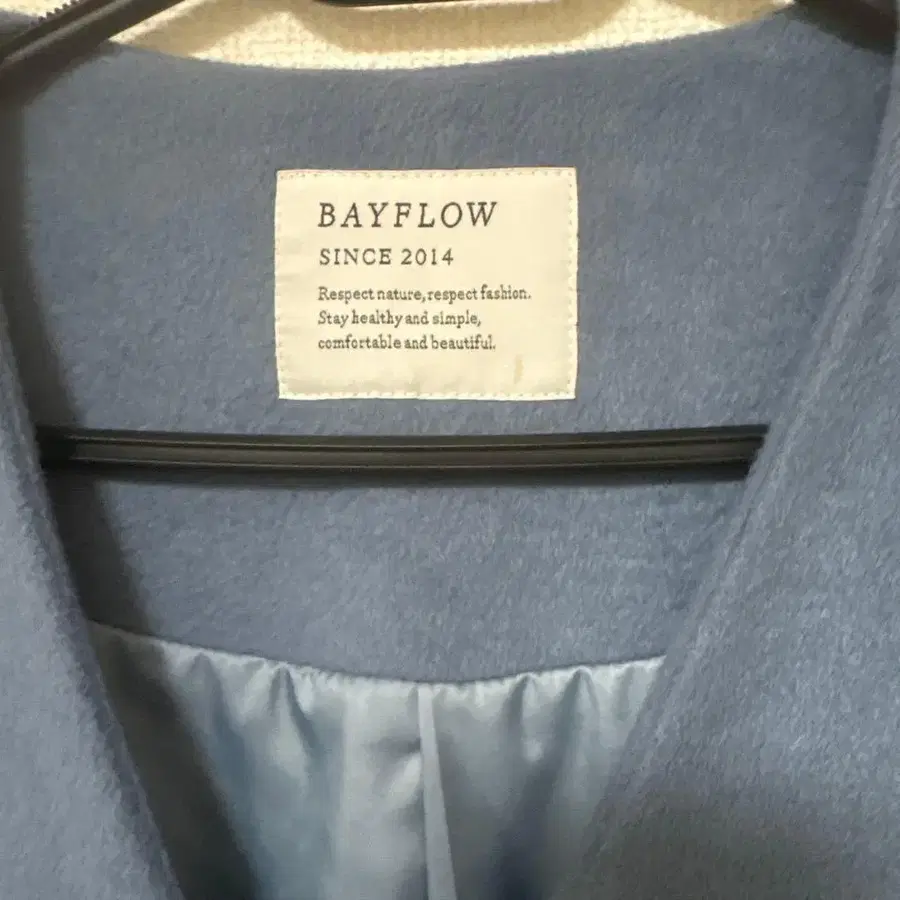 BAYFLOW
SINCE 2014
Respect nature, respect fashion.
Stay healthy and simple,
comfortable and beautiful.